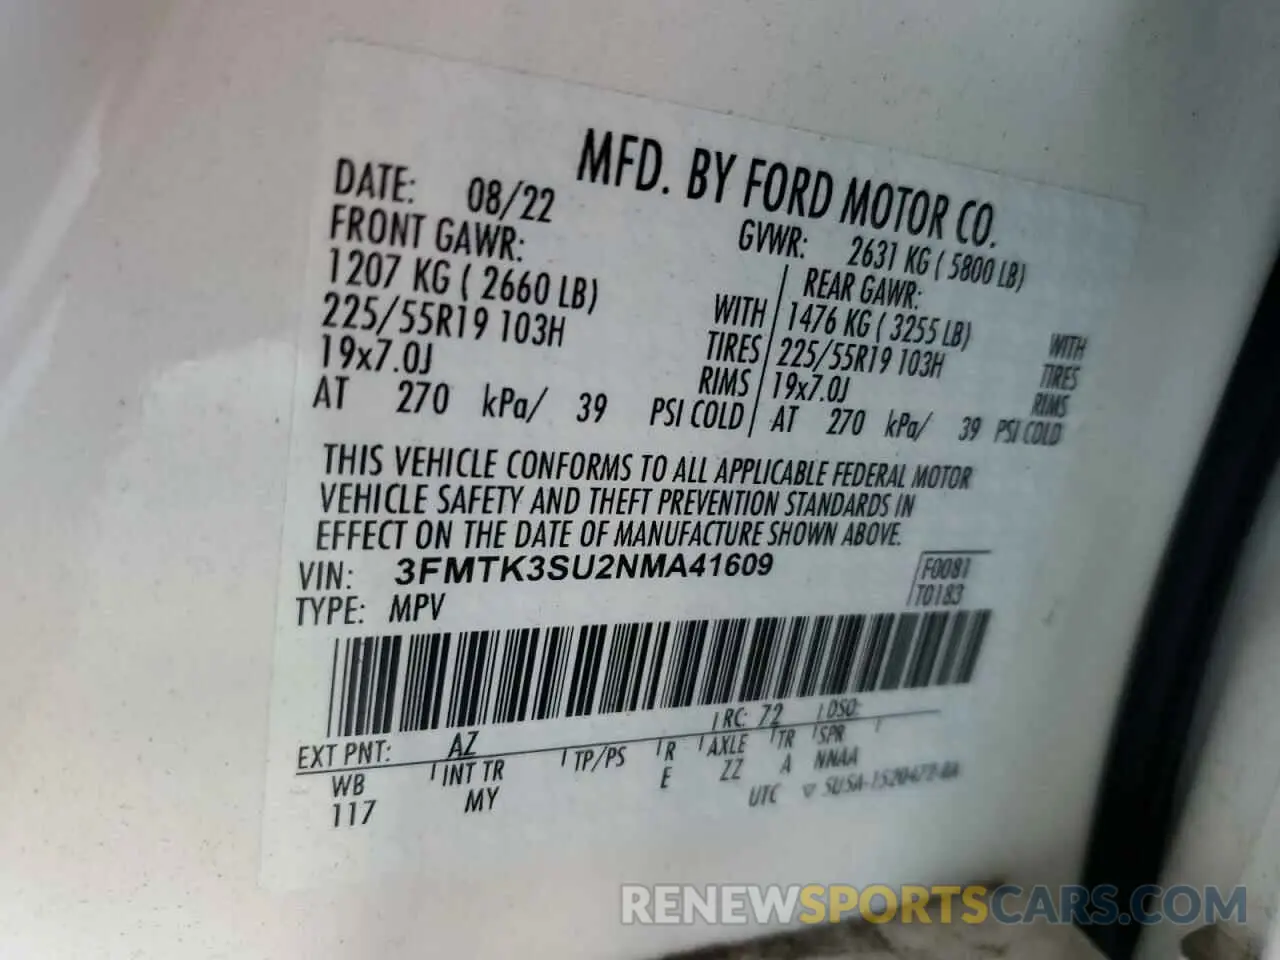 MFD. BY FORD MOTOR CO.
DATE: 08/22
GVWR: 2631 KG ( 5800 LB)
FRONT GAWR:
REAR GAWR:
1207 KG ( 2660 LB) WITH
1476 KG ( 3255 LB) WITH
225/55R19 103H TIRES
225/55R19 103H TIRES
19x7.0J RIMS
19x7.0J RIMS
AT 270 kPa/ 39 PSI COLD
AT 270 kPa/ 39 PSI COLD
THIS VEHICLE CONFORMS TO ALL APPLICABLE FEDERAL MOTOR
VEHICLE SAFETY AND THEFT PREVENTION STANDARDS IN
EFFECT ON THE DATE OF MANUFACTURE SHOWN ABOVE.
VIN: 3FMTK3SU2NMA41609
F0081
TYPE: MPV
T0183
EXT PNT: AZ RC: 72 DSO:
WB INT TR TP/PS R AXLE TR SPR
117 MY E ZZ A NNAA
UTC
RENEWSPORTSCARS.COM